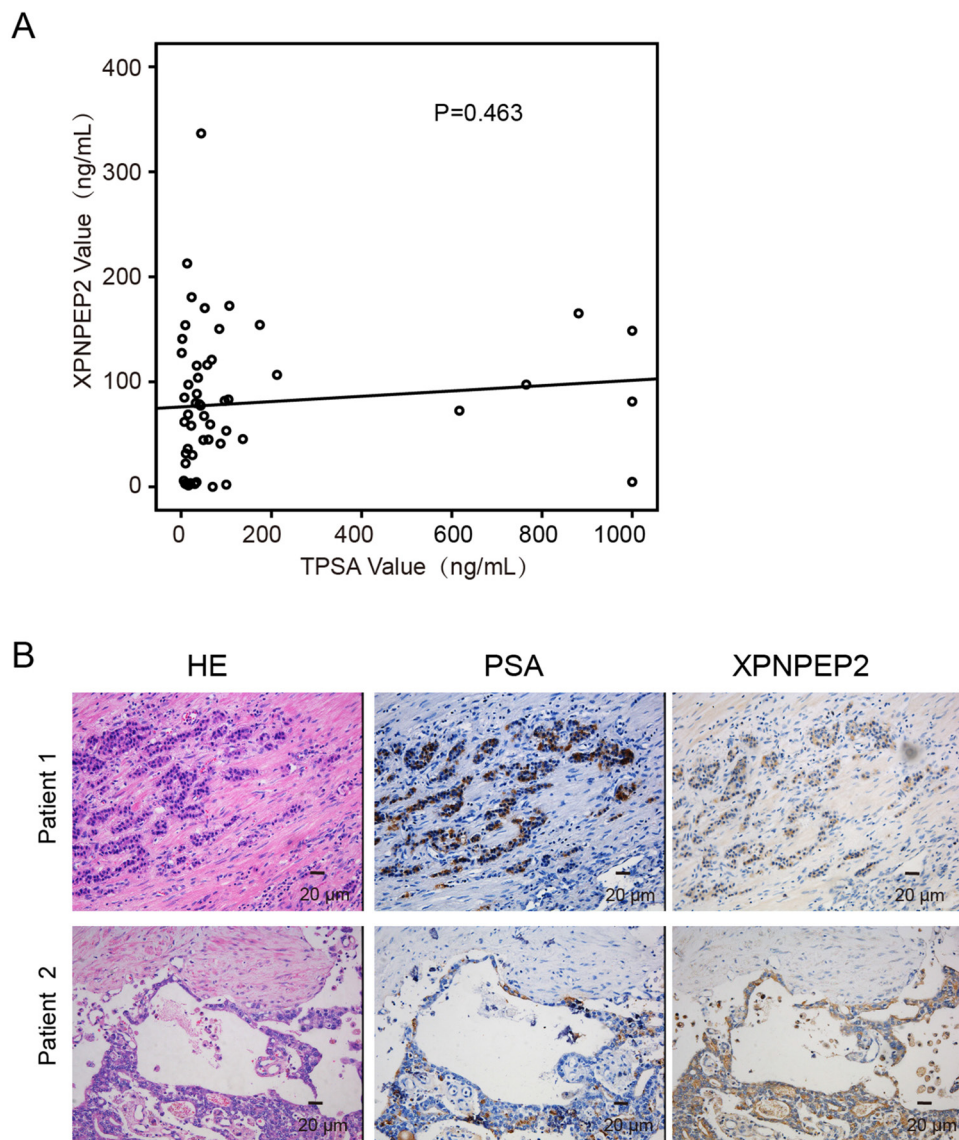 A
400
300
200
100
0
XPNPEP2 Value（ng/mL）
P=0.463
0 200 400 600 800 1000
TPSA Value（ng/mL）
B
HE PSA XPNPEP2
Patient 1
20 μm 20 μm 20 μm
Patient 2
20 μm 20 μm 20 μm